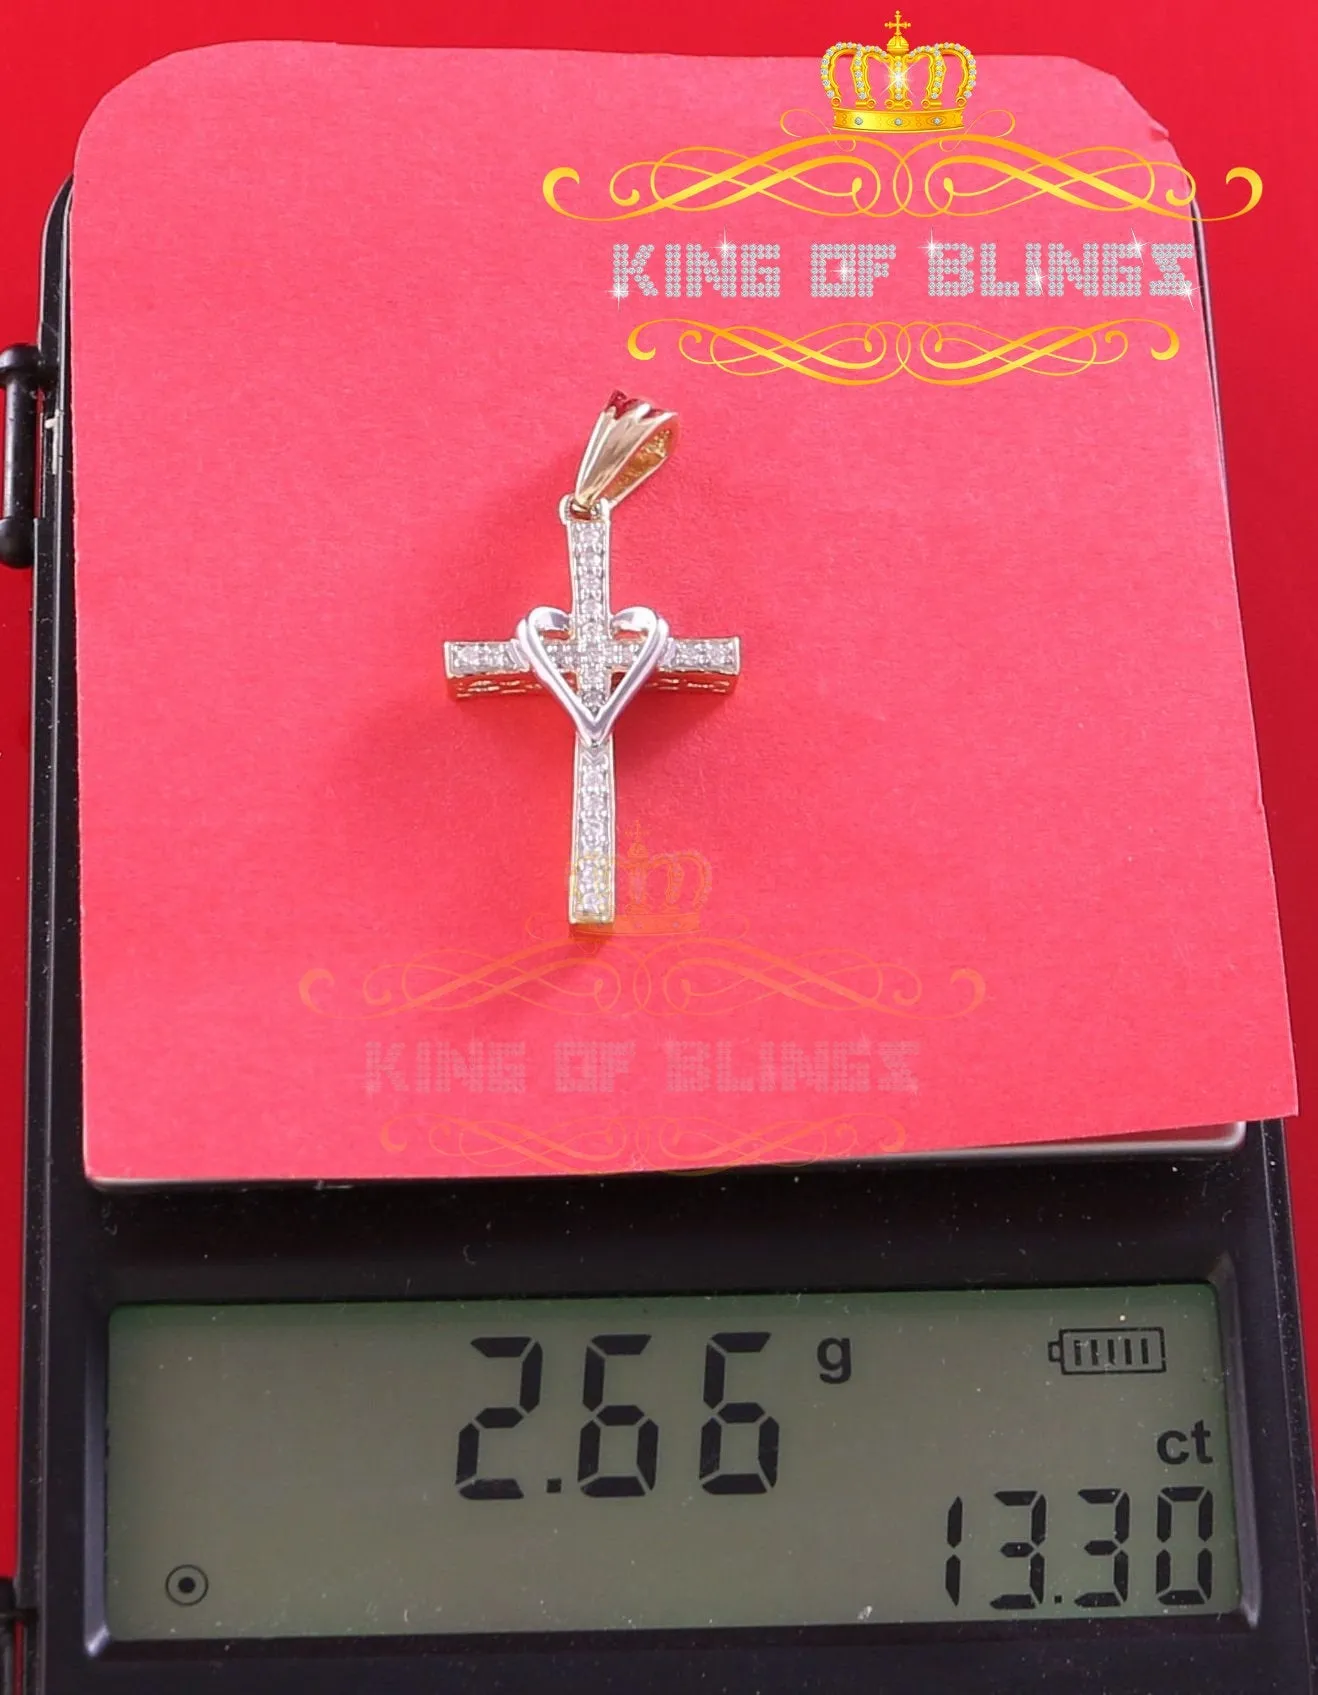 KING OF BLINGS
KING OF BLINGS
2.66 g
ct
13.30